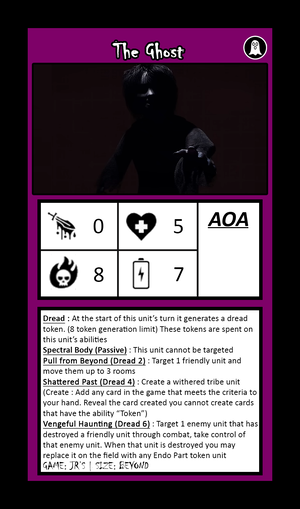 The Ghost
0
5
AOA
8
7
Dread : At the start of this unit's turn it generates a dread
token. (8 token generation limit) These tokens are spent on
this unit's abilities
Spectral Body (Passive) : This unit cannot be targeted
Pull from Beyond (Dread 2) : Target 1 friendly unit and
move them up to 3 rooms
Shattered Past (Dread 4) : Create a withered tribe unit
(Create : Add any card in the game that meets the criteria to
your hand. Reveal the card created you cannot create cards
that have the ability "Token")
Vengeful Haunting (Dread 6) : Target 1 enemy unit that has
destroyed a friendly unit through combat, take control of
that enemy unit. When that unit is destroyed you may
replace it on the field with any Endo Part token unit
GAME; JR'S | SIZE; BEYOND